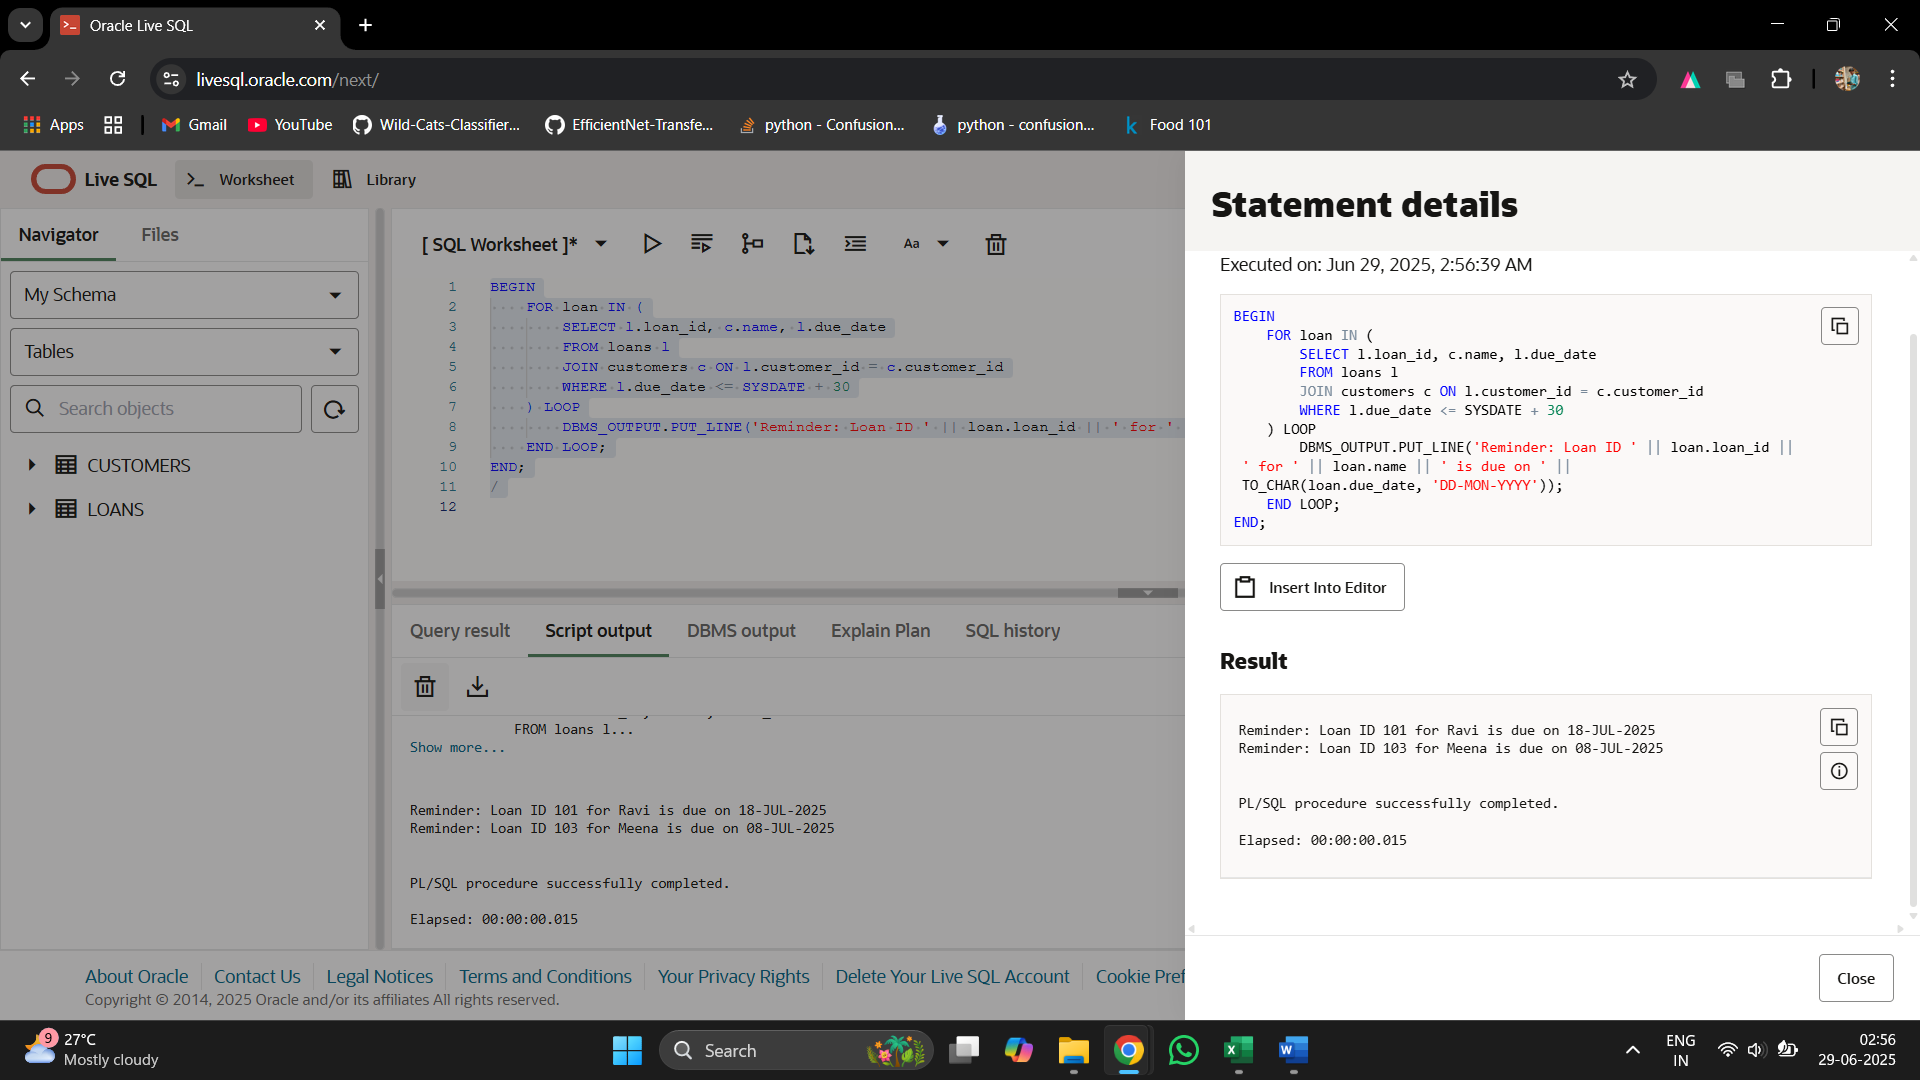 Oracle Live SQL
livesql.oracle.com/next/
Apps
Gmail
YouTube
Wild-Cats-Classifier...
EfficientNet-Transfe...
python - Confusion...
python - confusion...
Food 101
Live SQL
Worksheet
Library
Navigator
Files
My Schema
Tables
Search objects
CUSTOMERS
LOANS
[ SQL Worksheet ]*
Aa
1 BEGIN
2 FOR loan IN (
3 SELECT l.loan_id, c.name, l.due_date
4 FROM loans l
5 JOIN customers c ON l.customer_id = c.customer_id
6 WHERE l.due_date <= SYSDATE + 30
7 ) LOOP
8 DBMS_OUTPUT.PUT_LINE('Reminder: Loan ID ' || loan.loan_id || ' for '
9 END LOOP;
10 END;
11 /
12
Query result
Script output
DBMS output
Explain Plan
SQL history
FROM loans l...
Show more...
Reminder: Loan ID 101 for Ravi is due on 18-JUL-2025
Reminder: Loan ID 103 for Meena is due on 08-JUL-2025
PL/SQL procedure successfully completed.
Elapsed: 00:00:00.015
Statement details
Executed on: Jun 29, 2025, 2:56:39 AM
BEGIN
FOR loan IN (
SELECT l.loan_id, c.name, l.due_date
FROM loans l
JOIN customers c ON l.customer_id = c.customer_id
WHERE l.due_date <= SYSDATE + 30
) LOOP
DBMS_OUTPUT.PUT_LINE('Reminder: Loan ID ' || loan.loan_id ||
' for ' || loan.name || ' is due on ' ||
TO_CHAR(loan.due_date, 'DD-MON-YYYY'));
END LOOP;
END;
Insert Into Editor
Result
Reminder: Loan ID 101 for Ravi is due on 18-JUL-2025
Reminder: Loan ID 103 for Meena is due on 08-JUL-2025
PL/SQL procedure successfully completed.
Elapsed: 00:00:00.015
Close
About Oracle
Contact Us
Legal Notices
Terms and Conditions
Your Privacy Rights
Delete Your Live SQL Account
Cookie Pref
Copyright © 2014, 2025 Oracle and/or its affiliates All rights reserved.
9
27°C
Mostly cloudy
Search
ENG
IN
02:56
29-06-2025